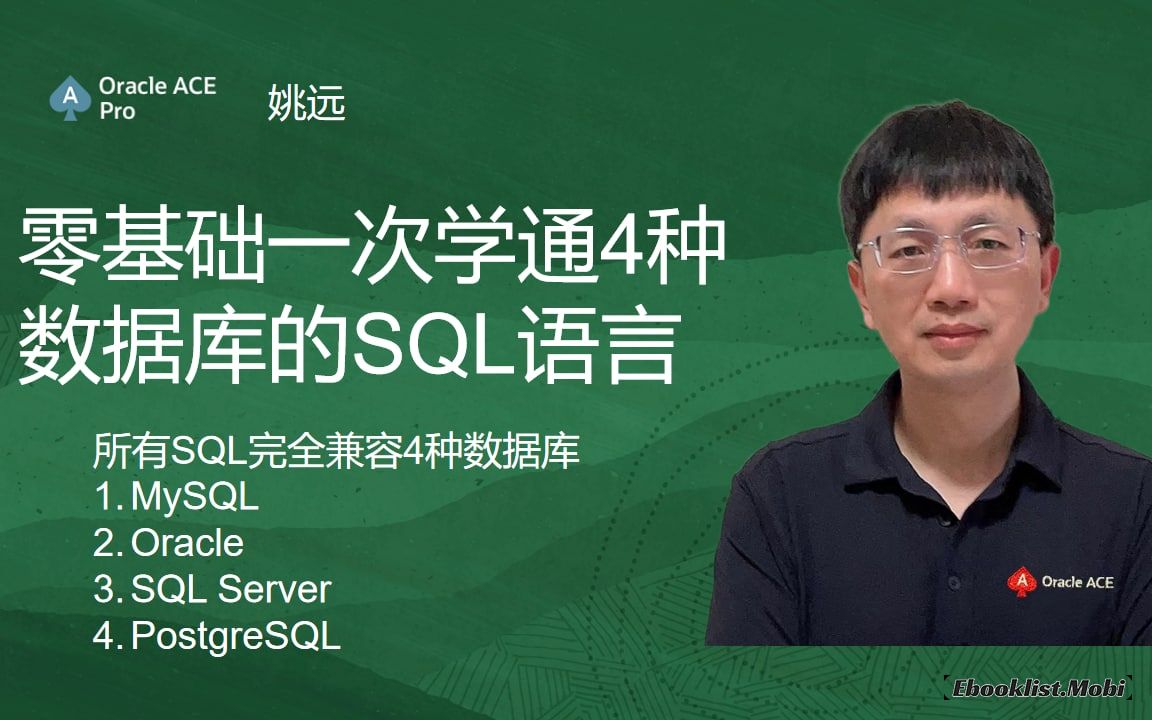 A Oracle ACE
Pro
姚远
零基础一次学通4种
数据库的SQL语言
所有SQL完全兼容4种数据库
1. MySQL
2. Oracle
3. SQL Server
4. PostgreSQL
A Oracle ACE
Ebooklist.Mobi